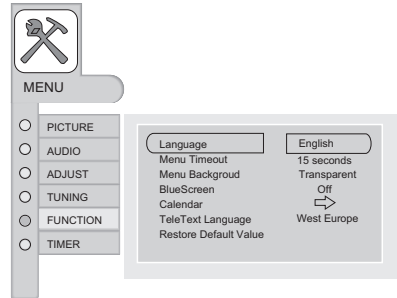 MENU
PICTURE
AUDIO
ADJUST
TUNING
FUNCTION
TIMER
Language English
Menu Timeout 15 seconds
Menu Backgroud Transparent
BlueScreen Off
Calendar
TeleText Language West Europe
Restore Default Value